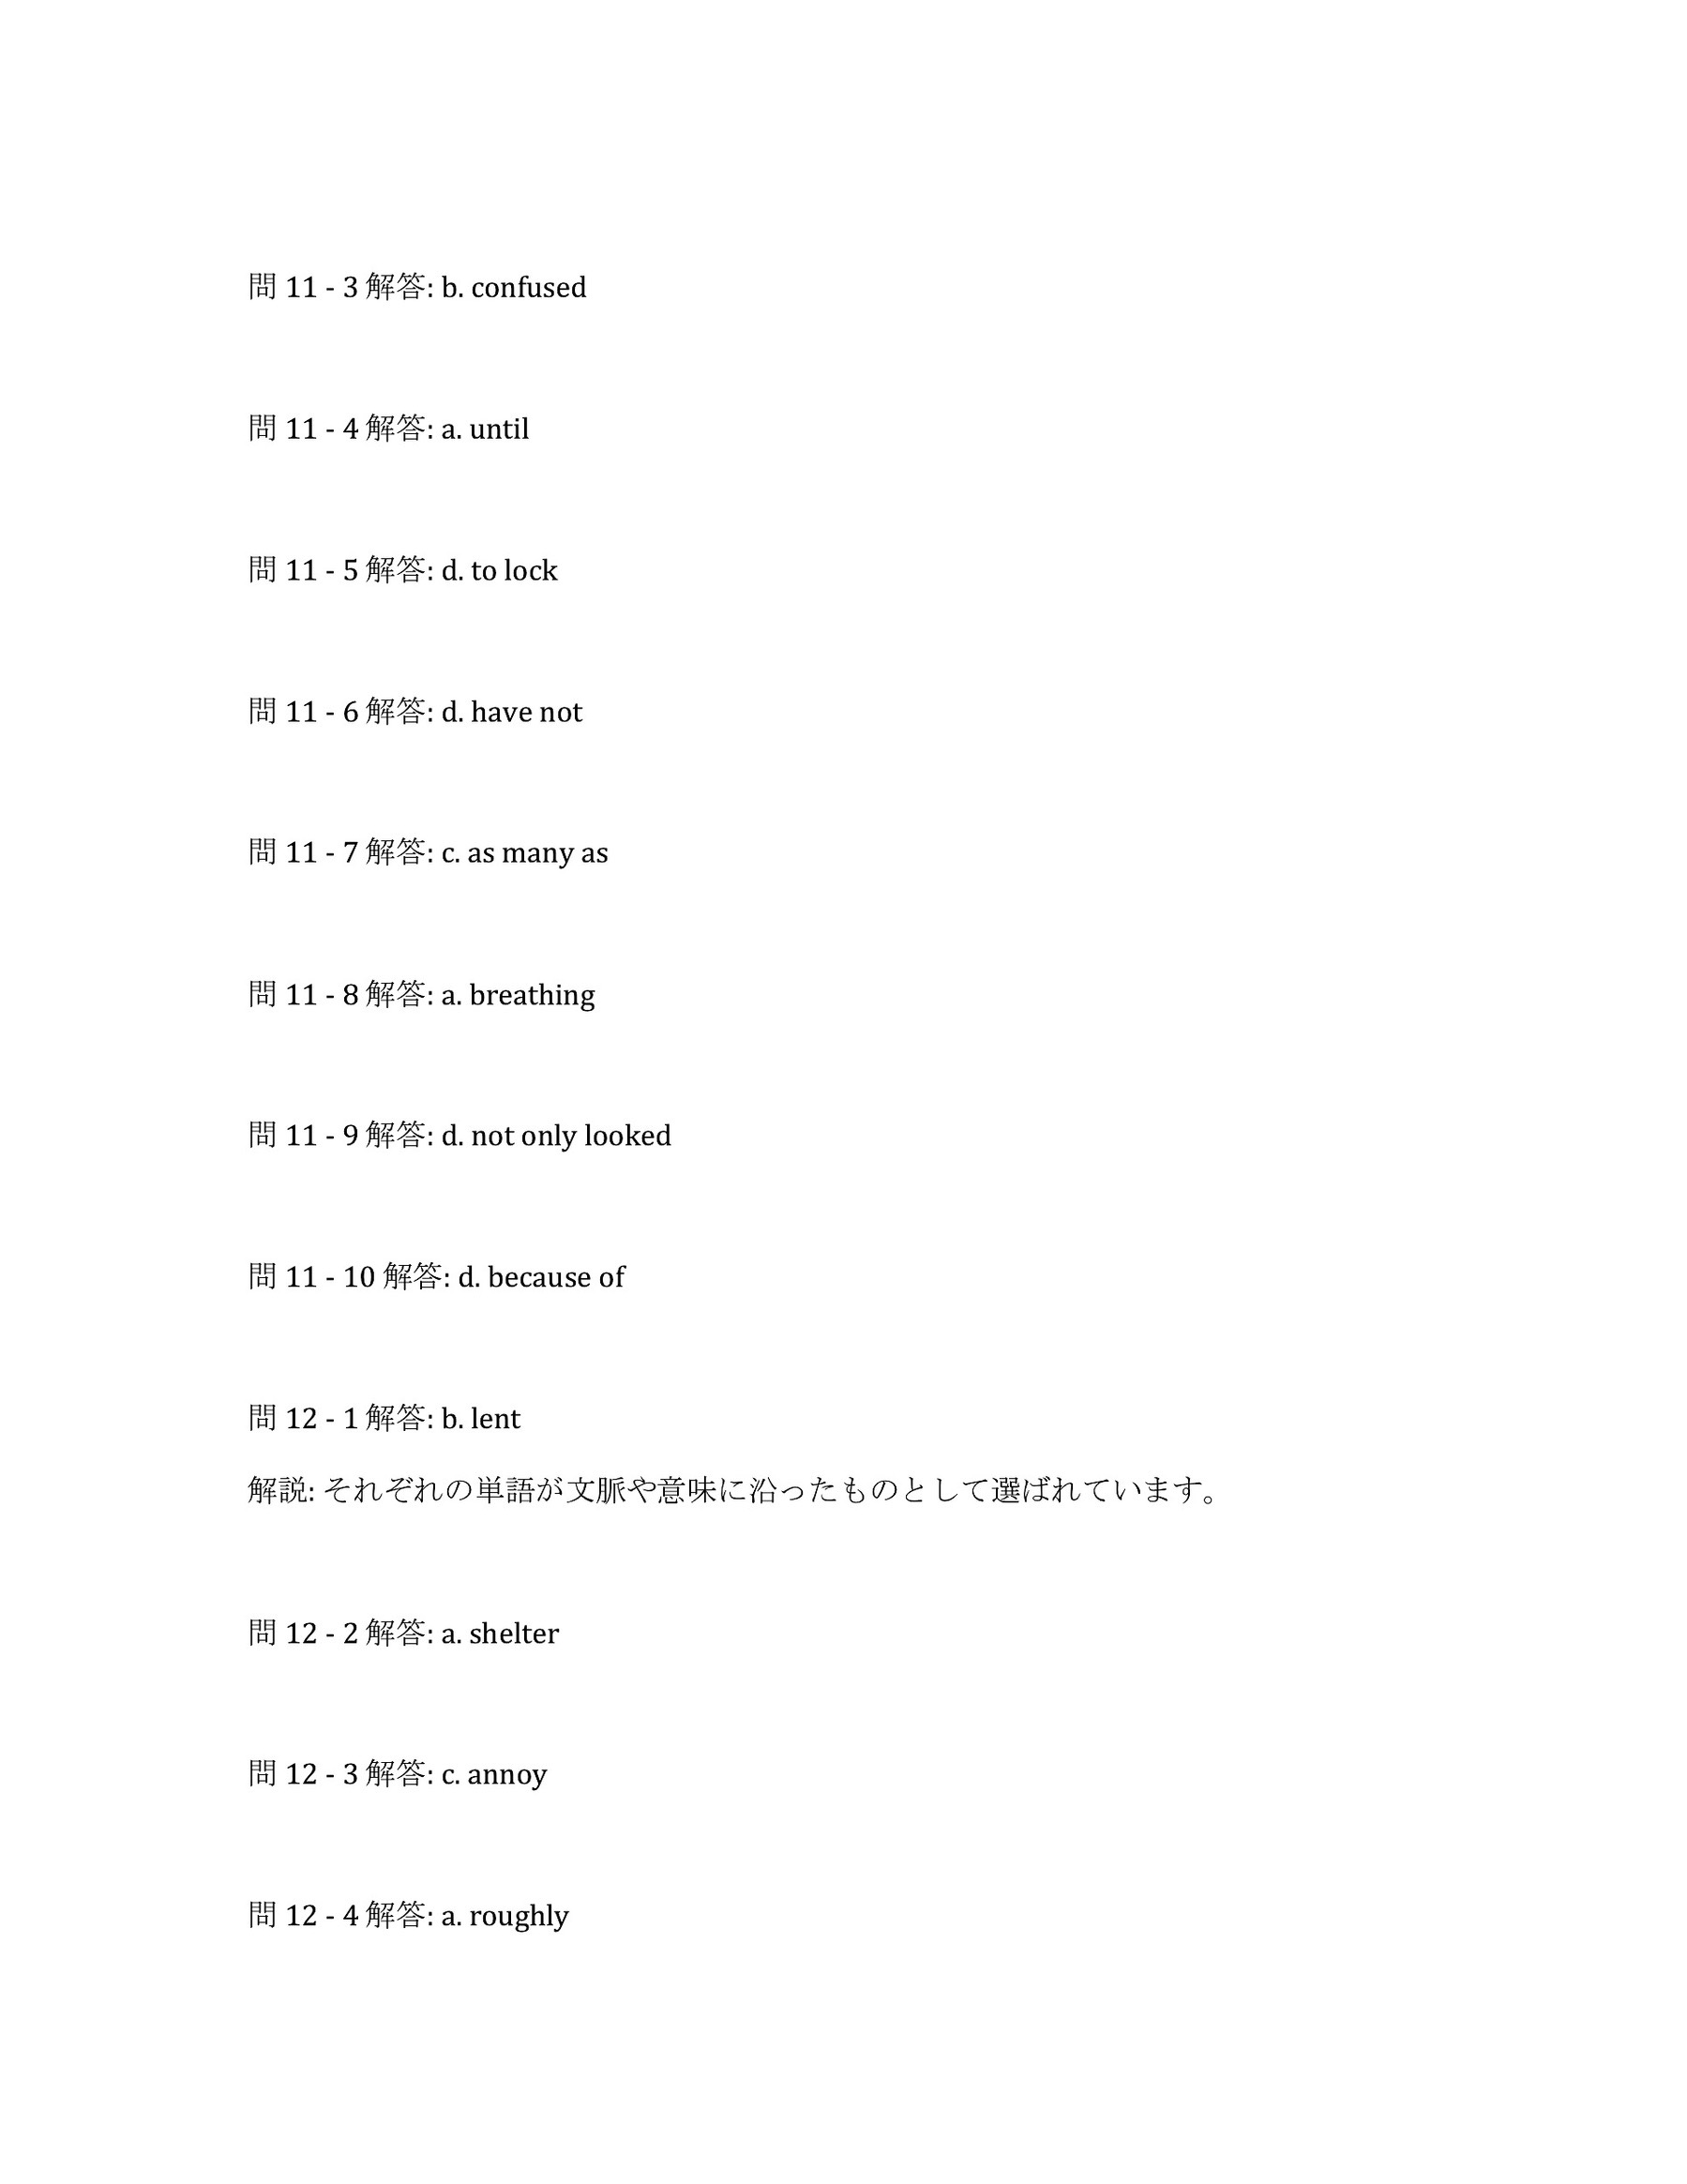 問 11 - 3 解答: b. confused
問 11 - 4 解答: a. until
問 11 - 5 解答: d. to lock
問 11 - 6 解答: d. have not
問 11 - 7 解答: c. as many as
問 11 - 8 解答: a. breathing
問 11 - 9 解答: d. not only looked
問 11 - 10 解答: d. because of
問 12 - 1 解答: b. lent
解説: それぞれの単語が文脈や意味に沿ったものとして選ばれています。
問 12 - 2 解答: a. shelter
問 12 - 3 解答: c. annoy
問 12 - 4 解答: a. roughly